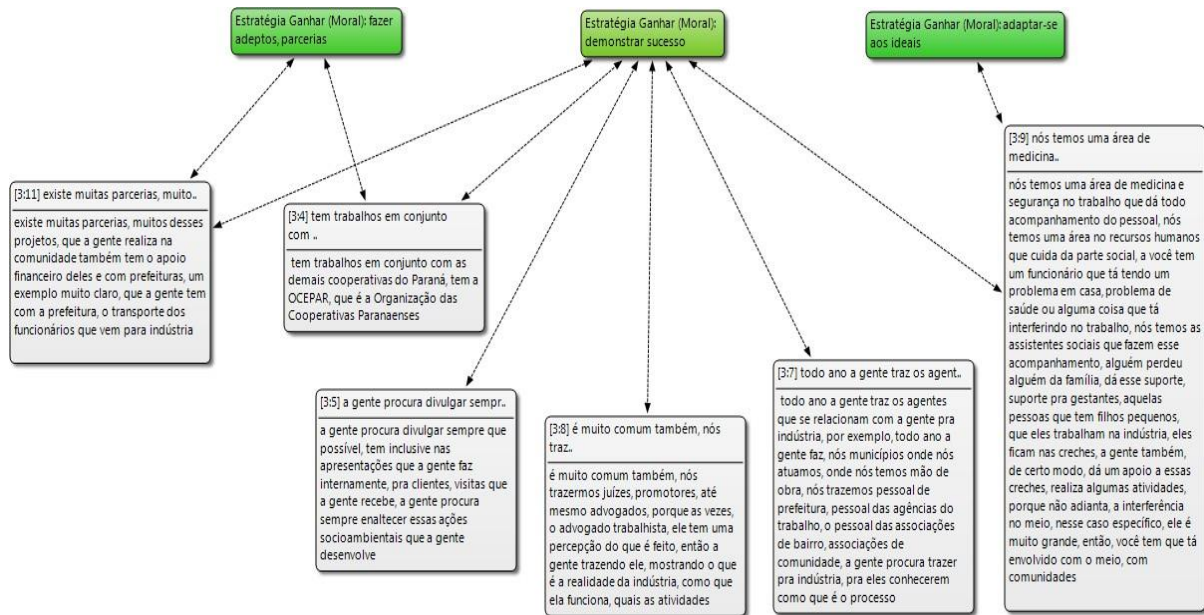 Estratégia Ganhar (Moral): fazer
adeptos, parcerias
Estratégia Ganhar (Moral):
demonstrar sucesso
Estratégia Ganhar (Moral): adaptar-se
aos ideais
[3:11] existe muitas parcerias, muito..
existe muitas parcerias, muitos desses
projetos, que a gente realiza na
comunidade também tem o apoio
financeiro deles e com prefeituras, um
exemplo muito claro, que a gente tem
com a prefeitura, o transporte dos
funcionários que vem para indústria
[3:4] tem trabalhos em conjunto
com ..
tem trabalhos em conjunto com as
demais cooperativas do Paraná, tem a
OCEPAR, que é a Organização das
Cooperativas Paranaenses
[3:5] a gente procura divulgar sempr..
a gente procura divulgar sempre que
possível, tem inclusive nas
apresentações que a gente faz
internamente, pra clientes, visitas que
a gente recebe, a gente procura
sempre enaltecer essas ações
socioambientais que a gente
desenvolve
[3:8] é muito comum também, nós
traz..
é muito comum também, nós
trazermos juízes, promotores, até
mesmo advogados, porque as vezes,
o advogado trabalhista, ele tem uma
percepção do que é feito, então a
gente trazendo ele, mostrando o que
é a realidade da indústria, como que
ela funciona, quais as atividades
[3:7] todo ano a gente traz os agent..
todo ano a gente traz os agentes
que se relacionam com a gente pra
indústria, por exemplo, todo ano a
gente faz, nós municípios onde nós
atuamos, onde nós temos mão de
obra, nós trazemos pessoal de
prefeitura, pessoal das agências do
trabalho, o pessoal das associações
de bairro, associações de
comunidade, a gente procura trazer
pra indústria, pra eles conhecerem
como que é o processo
[3:9] nós temos uma área de
medicina..
nós temos uma área de medicina e
segurança no trabalho que dá todo
acompanhamento do pessoal, nós
temos uma área no recursos humanos
que cuida da parte social, a você tem
um funcionário que tá tendo um
problema em casa, problema de
saúde ou alguma coisa que tá
interferindo no trabalho, nós temos as
assistentes sociais que fazem esse
acompanhamento, alguém perdeu
alguém da família, dá esse suporte,
suporte pra gestantes, aquelas
pessoas que tem filhos pequenos,
que eles trabalham na indústria, eles
ficam nas creches, a gente também,
de certo modo, dá um apoio a essas
creches, realiza algumas atividades,
porque não adianta, a interferência
no meio, nesse caso específico, ele é
muito grande, então, você tem que tá
envolvido com o meio, com
comunidades